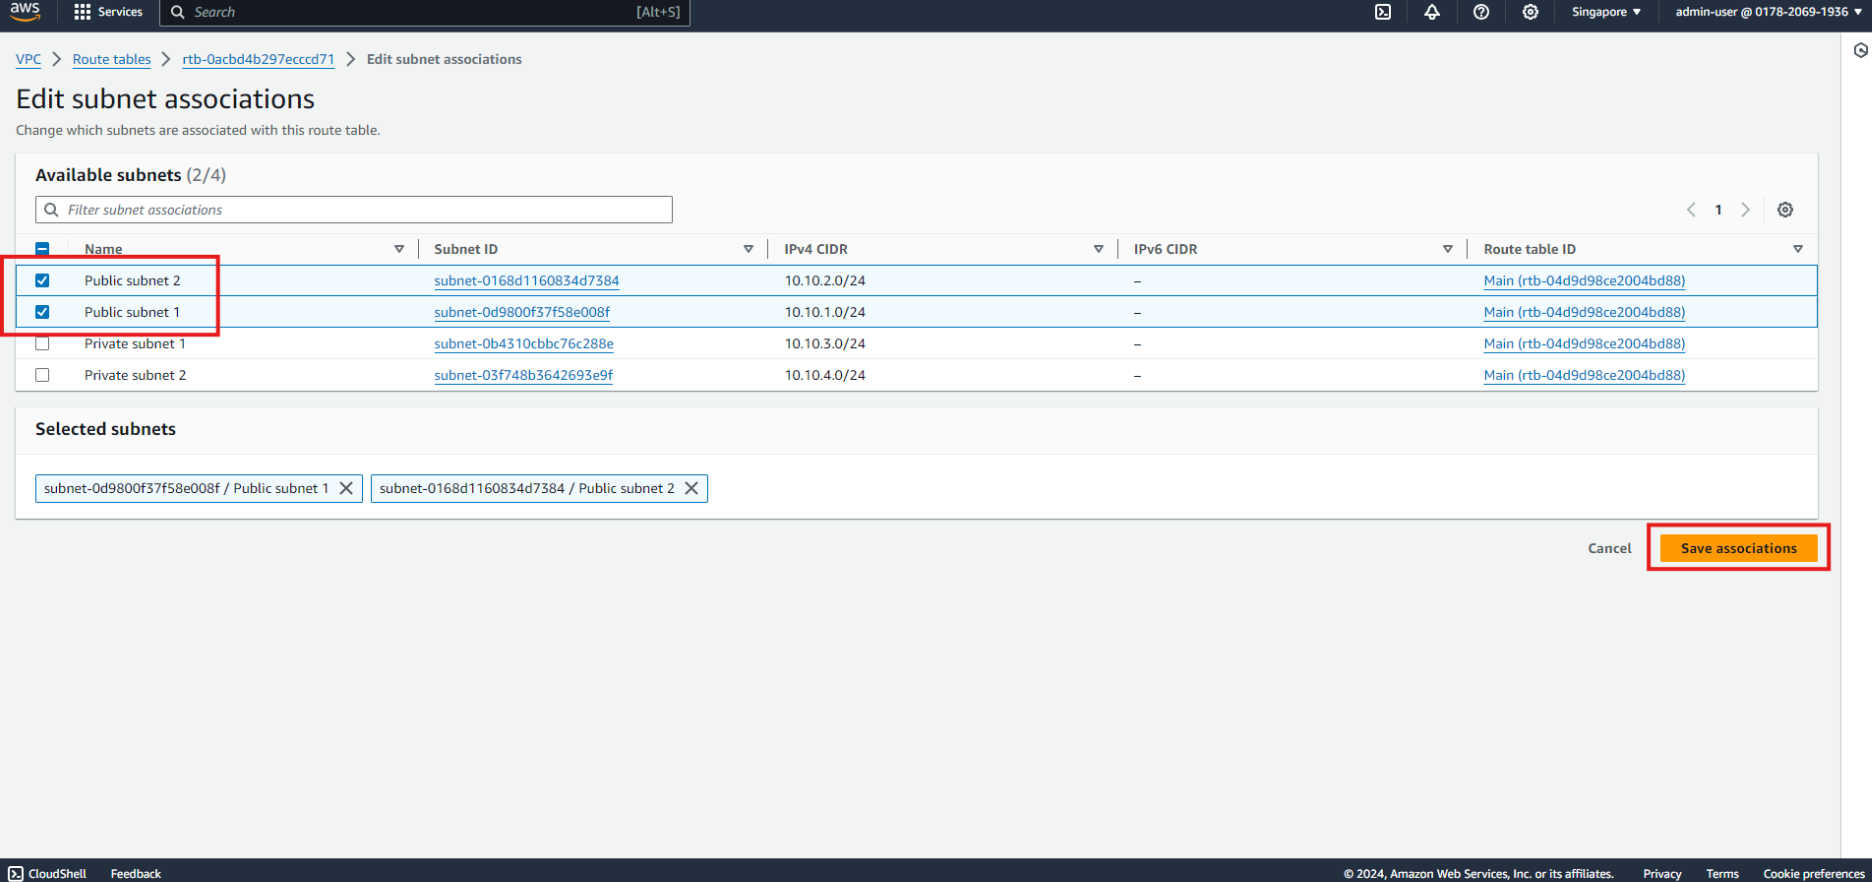 aws Services Search [Alt+S] Singapore ▼ admin-user @ 0178-2069-1936 ▼
VPC > Route tables > rtb-0acbd4b297ecccd71 > Edit subnet associations
Edit subnet associations
Change which subnets are associated with this route table.
Available subnets (2/4)
Filter subnet associations
1
Name Subnet ID IPv4 CIDR IPv6 CIDR Route table ID
Public subnet 2 subnet-0168d1160834d7384 10.10.2.0/24 – Main (rtb-04d9d98ce2004bd88)
Public subnet 1 subnet-0d9800f37f58e008f 10.10.1.0/24 – Main (rtb-04d9d98ce2004bd88)
Private subnet 1 subnet-0b4310cbbc76c288e 10.10.3.0/24 – Main (rtb-04d9d98ce2004bd88)
Private subnet 2 subnet-03f748b3642693e9f 10.10.4.0/24 – Main (rtb-04d9d98ce2004bd88)
Selected subnets
subnet-0d9800f37f58e008f / Public subnet 1 subnet-0168d1160834d7384 / Public subnet 2
Cancel Save associations
CloudShell Feedback © 2024, Amazon Web Services, Inc. or its affiliates. Privacy Terms Cookie preferences